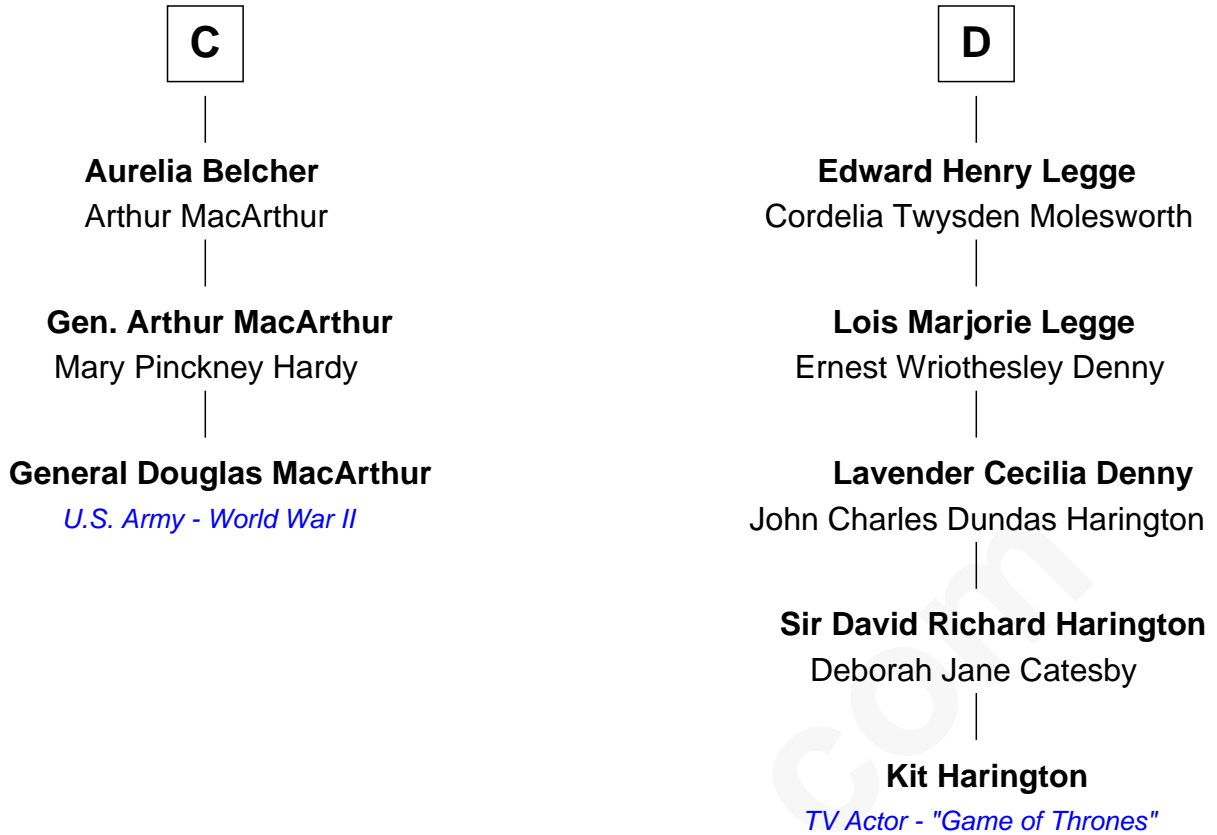 C
Aurelia Belcher
Arthur MacArthur
Gen. Arthur MacArthur
Mary Pinckney Hardy
General Douglas MacArthur
U.S. Army - World War II
D
Edward Henry Legge
Cordelia Twysden Molesworth
Lois Marjorie Legge
Ernest Wriothesley Denny
Lavender Cecilia Denny
John Charles Dundas Harington
Sir David Richard Harington
Deborah Jane Catesby
Kit Harington
TV Actor - "Game of Thrones"
com